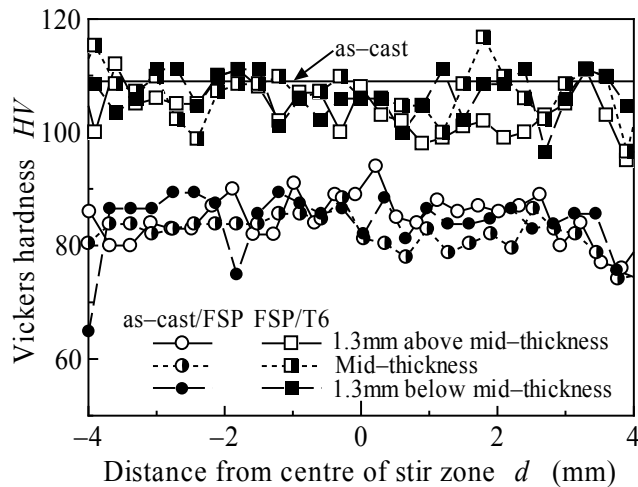 120
as−cast
100
Vickers hardness HV
80
as−cast/FSP FSP/T6
1.3mm above mid−thickness
Mid−thickness
1.3mm below mid−thickness
60
−4 −2 0 2 4
Distance from centre of stir zone d (mm)